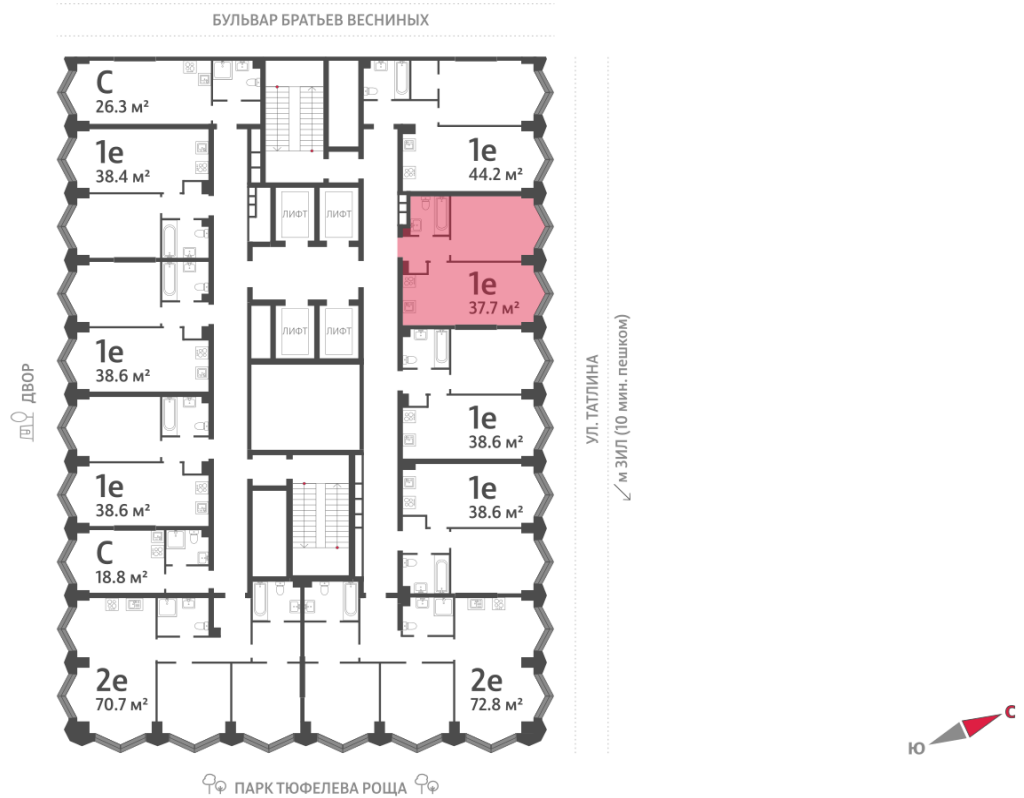 БУЛЬВАР БРАТЬЕВ ВЕСНИНЫХ
С
26.3 м²
1е
38.4 м²
1е
44.2 м²
ЛИФТ
ЛИФТ
1е
37.7 м²
ЛИФТ
ЛИФТ
1е
38.6 м²
1е
38.6 м²
1е
38.6 м²
1е
38.6 м²
С
18.8 м²
2е
70.7 м²
2е
72.8 м²
ДВОР
УЛ. ТАТЛИНА
м ЗИЛ (10 мин. пешком)
С
Ю
ПАРК ТЮФЕЛЕВА РОЩА